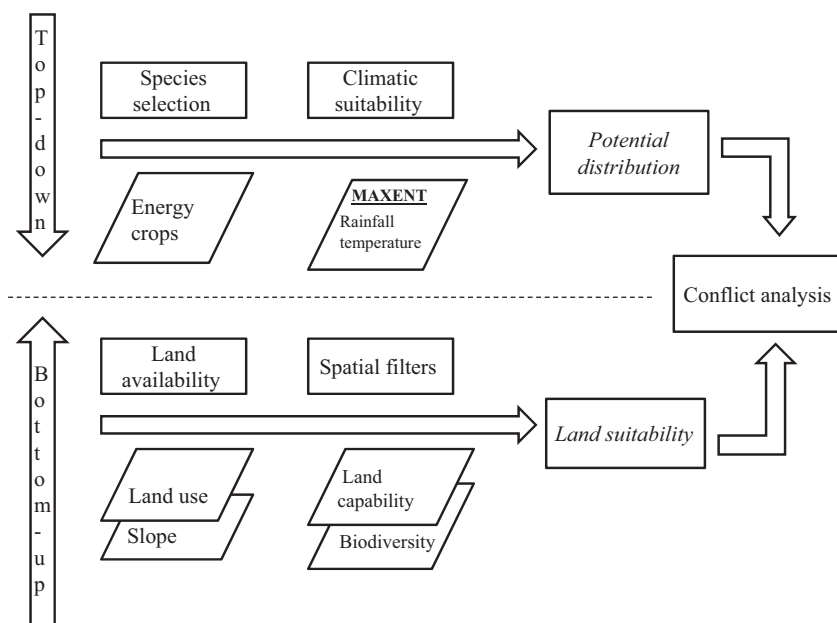 Top-down
Species
selection
Climatic
suitability
Potential
distribution
Energy
crops
MAXENT
Rainfall
temperature
Conflict analysis
Bottom-up
Land
availability
Spatial filters
Land suitability
Land use
Slope
Land
capability
Biodiversity